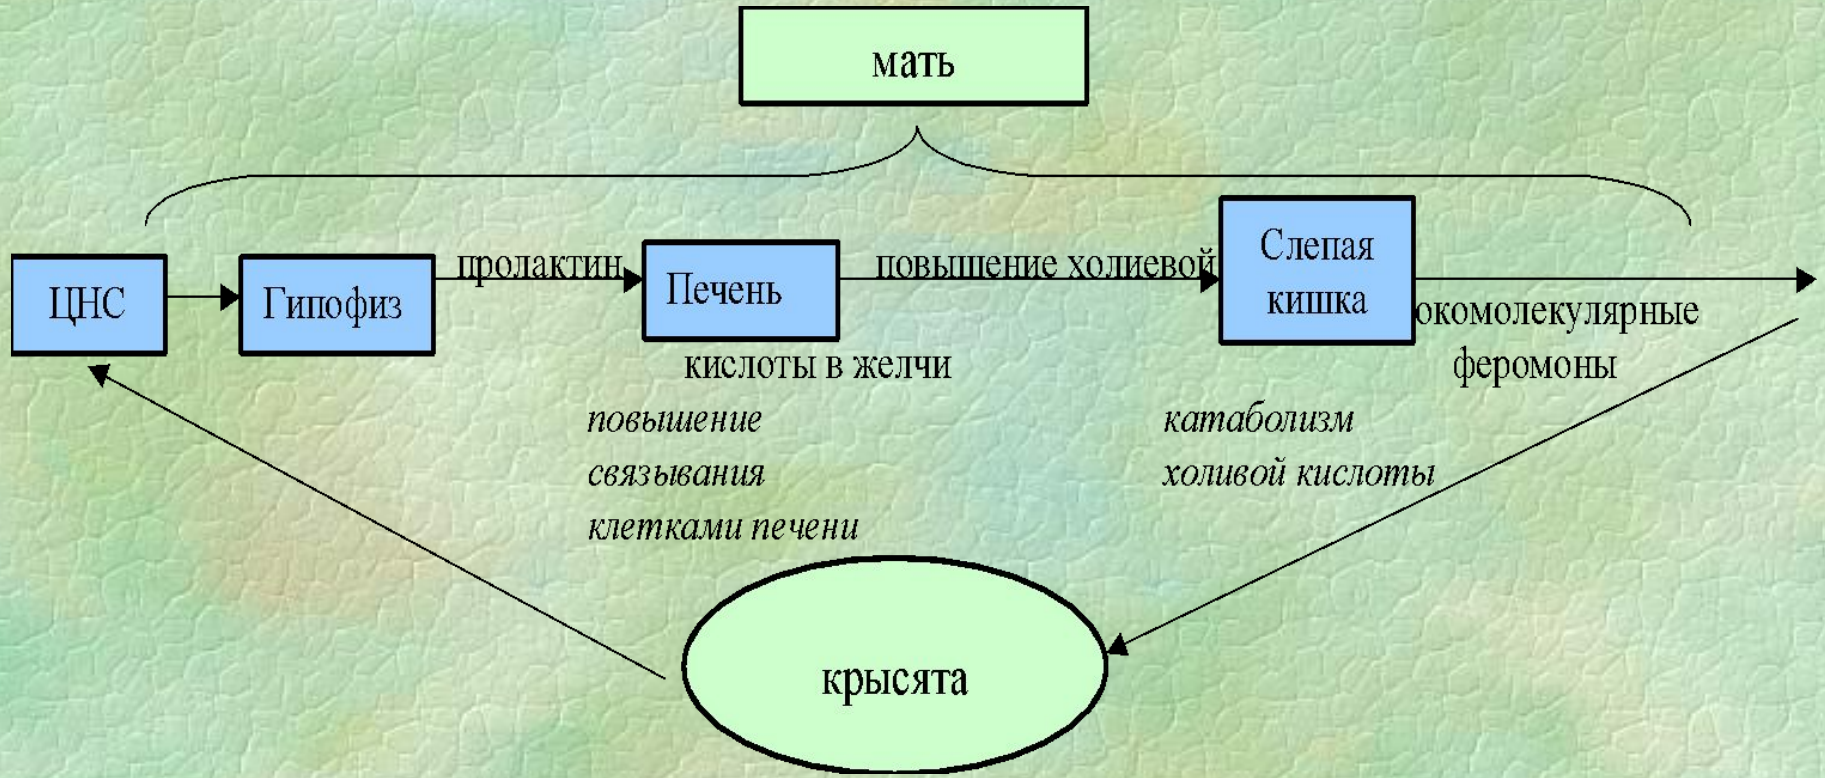 мать
ЦНС
Гипофиз
пролактин
Печень
повышение холиевой
Слепая
кишка
окомолекулярные
феромоны
кислоты в желчи
повышение
связывания
клетками печени
катаболизм
холивой кислоты
крысята